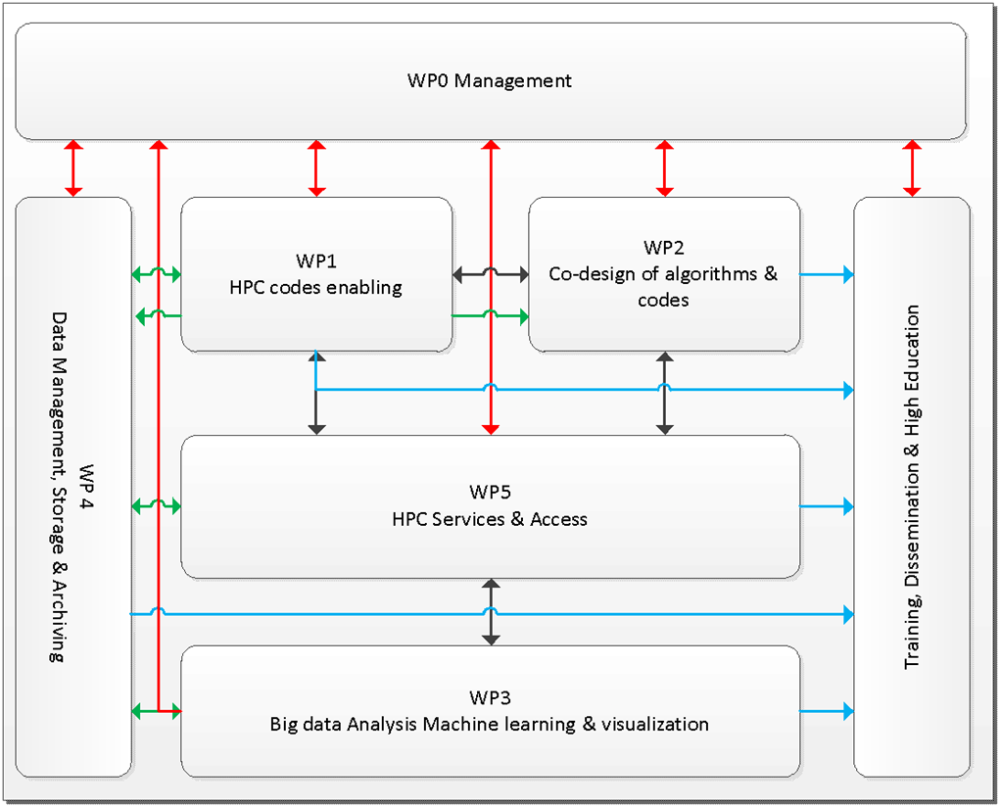 WP0 Management
WP1
HPC codes enabling
WP2
Co-design of algorithms &
codes
WP 4
Data Management, Storage & Archiving
Training, Dissemination & High Education
WP5
HPC Services & Access
WP3
Big data Analysis Machine learning & visualization